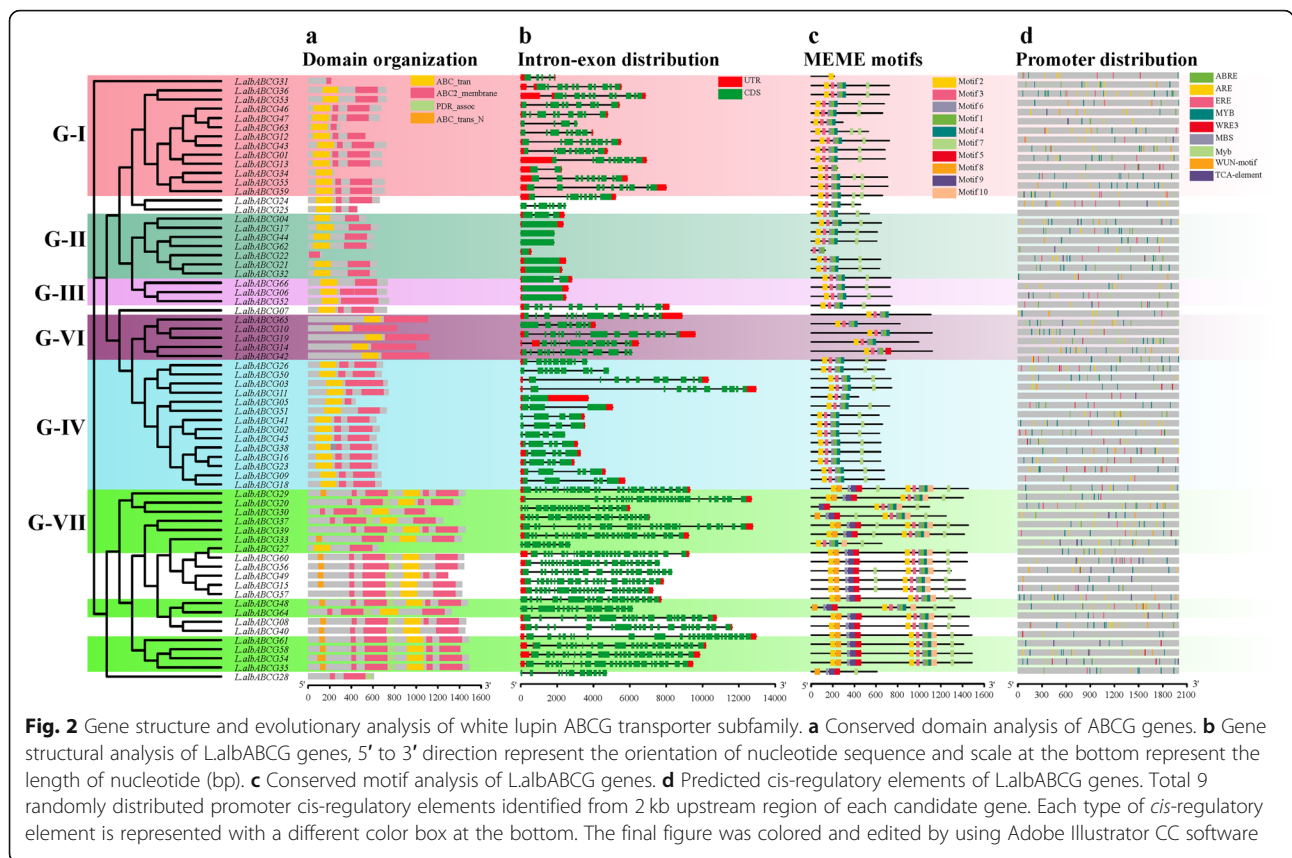 a
b
c
d
Domain organization
Intron-exon distribution
MEME motifs
Promoter distribution
ABC_tran
ABC2_membrane
PDR_assoc
ABC_trans_N
UTR
CDS
Motif 2
Motif 3
Motif 6
Motif 1
Motif 4
Motif 7
Motif 5
Motif 8
Motif 9
Motif 10
ABRE
ARE
ERE
MYB
WRE3
MBS
Myb
WUN-motif
TCA-element
G-I
G-II
G-III
G-VI
G-IV
G-VII
L.albABCG31
L.albABCG36
L.albABCG53
L.albABCG46
L.albABCG47
L.albABCG63
L.albABCG12
L.albABCG43
L.albABCG01
L.albABCG13
L.albABCG34
L.albABCG55
L.albABCG59
L.albABCG24
L.albABCG25
L.albABCG04
L.albABCG17
L.albABCG44
L.albABCG62
L.albABCG22
L.albABCG21
L.albABCG32
L.albABCG66
L.albABCG06
L.albABCG52
L.albABCG07
L.albABCG65
L.albABCG10
L.albABCG19
L.albABCG14
L.albABCG42
L.albABCG26
L.albABCG50
L.albABCG03
L.albABCG11
L.albABCG05
L.albABCG51
L.albABCG41
L.albABCG02
L.albABCG45
L.albABCG38
L.albABCG16
L.albABCG23
L.albABCG09
L.albABCG18
L.albABCG29
L.albABCG20
L.albABCG30
L.albABCG37
L.albABCG39
L.albABCG33
L.albABCG27
L.albABCG60
L.albABCG56
L.albABCG49
L.albABCG15
L.albABCG57
L.albABCG48
L.albABCG64
L.albABCG08
L.albABCG40
L.albABCG61
L.albABCG58
L.albABCG54
L.albABCG35
L.albABCG28
5' 3'
0 200 400 600 800 1000 1200 1400 1600
5' 3'
0 2000 4000 6000 8000 10000 12000 14000
5' 3'
0 400 800 1200 1600
5' 3'
0 300 600 900 1200 1500 1800 2100
Fig. 2 Gene structure and evolutionary analysis of white lupin ABCG transporter subfamily. a Conserved domain analysis of ABCG genes. b Gene
structural analysis of L.albABCG genes, 5′ to 3′ direction represent the orientation of nucleotide sequence and scale at the bottom represent the
length of nucleotide (bp). c Conserved motif analysis of L.albABCG genes. d Predicted cis-regulatory elements of L.albABCG genes. Total 9
randomly distributed promoter cis-regulatory elements identified from 2 kb upstream region of each candidate gene. Each type of cis-regulatory
element is represented with a different color box at the bottom. The final figure was colored and edited by using Adobe Illustrator CC software